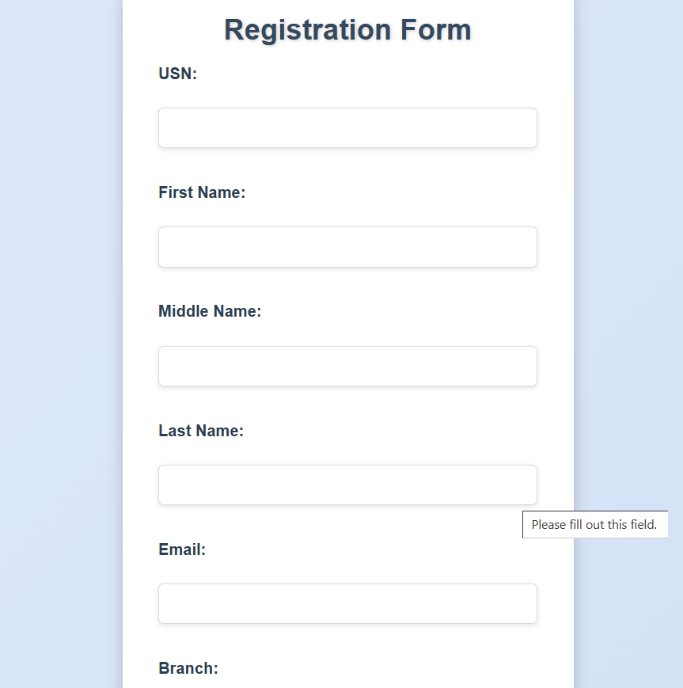 Registration Form
USN:
First Name:
Middle Name:
Last Name:
Please fill out this field.
Email:
Branch: